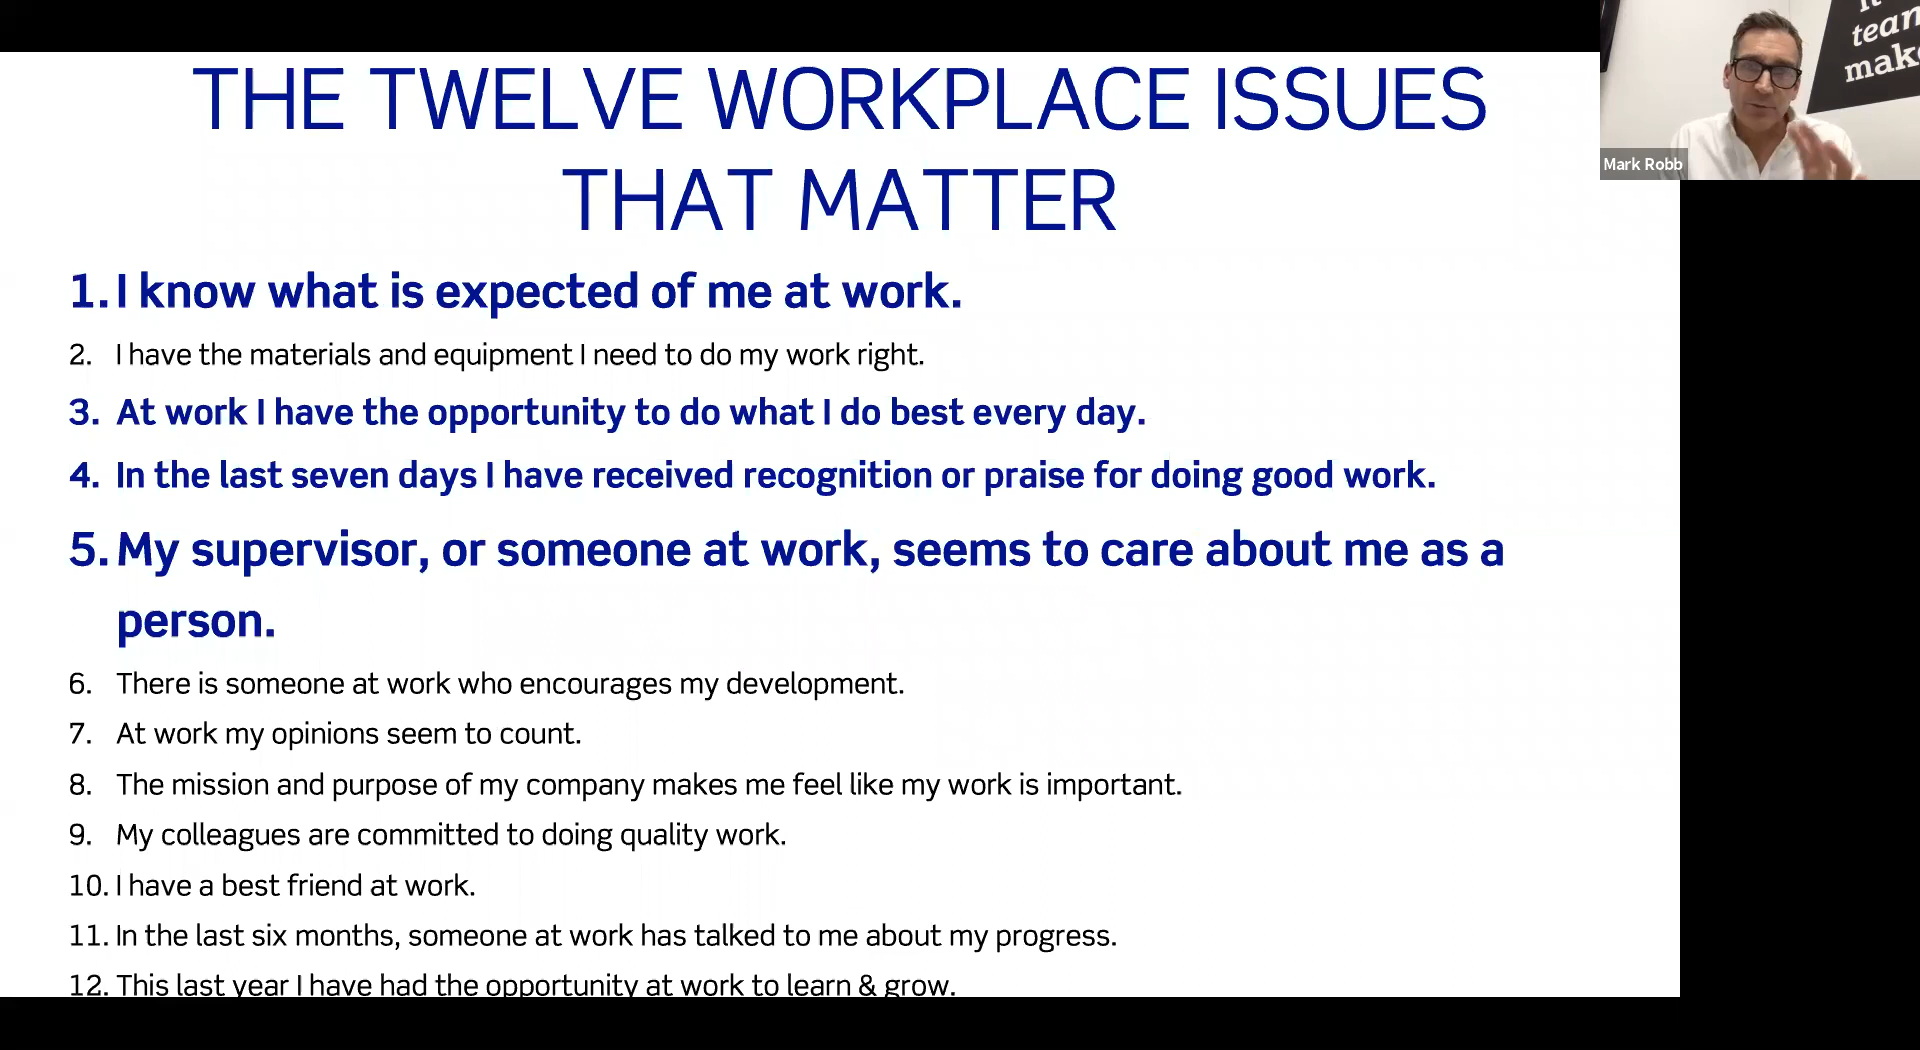 THE TWELVE WORKPLACE ISSUES
THAT MATTER
1. I know what is expected of me at work.
2. I have the materials and equipment I need to do my work right.
3. At work I have the opportunity to do what I do best every day.
4. In the last seven days I have received recognition or praise for doing good work.
5. My supervisor, or someone at work, seems to care about me as a
person.
6. There is someone at work who encourages my development.
7. At work my opinions seem to count.
8. The mission and purpose of my company makes me feel like my work is important.
9. My colleagues are committed to doing quality work.
10. I have a best friend at work.
11. In the last six months, someone at work has talked to me about my progress.
12. This last year I have had the opportunity at work to learn & grow.
it
team
mak
Mark Robb